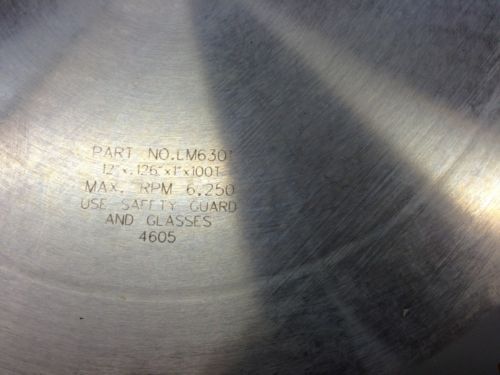 PART NO.LM630
12"x.126"x1"x100T
MAX. RPM 6,250
USE SAFETY GUARD
AND GLASSES
4605